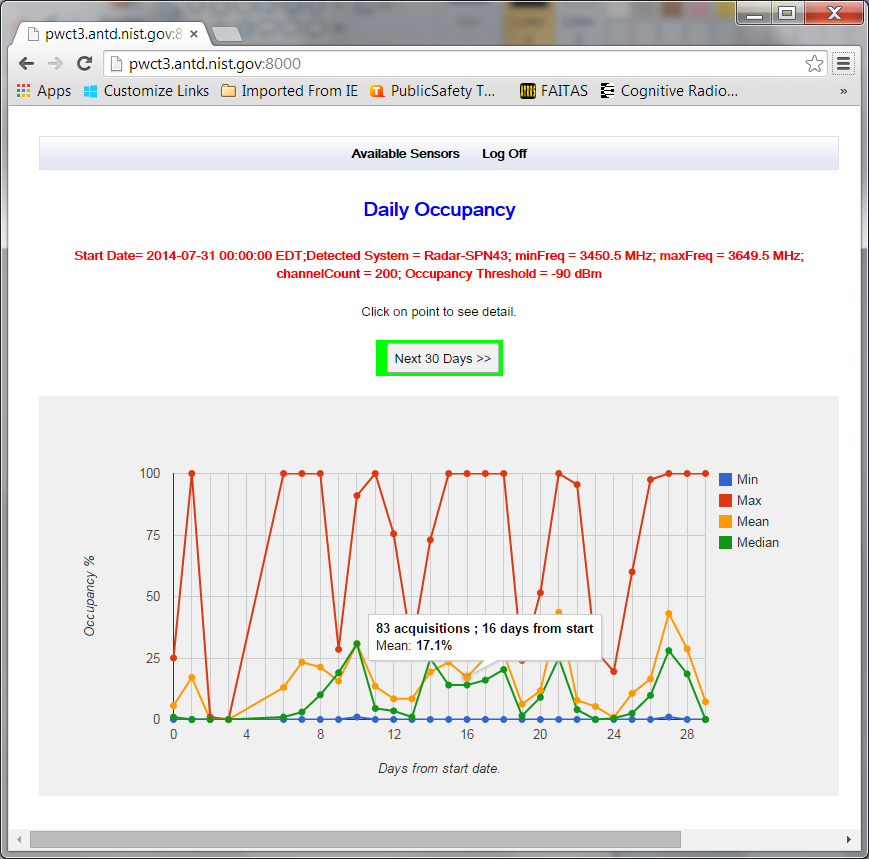 pwct3.antd.nist.gov:8
pwct3.antd.nist.gov:8000
Apps Customize Links Imported From IE PublicSafety T... FAITAS Cognitive Radio... »
Available Sensors Log Off
Daily Occupancy
Start Date= 2014-07-31 00:00:00 EDT;Detected System = Radar-SPN43; minFreq = 3450.5 MHz; maxFreq = 3649.5 MHz;
channelCount = 200; Occupancy Threshold = -90 dBm
Click on point to see detail.
Next 30 Days >>
100
75
50
25
0
Occupancy %
Min
Max
Mean
Median
83 acquisitions ; 16 days from start
Mean: 17.1%
0 4 8 12 16 20 24 28
Days from start date.